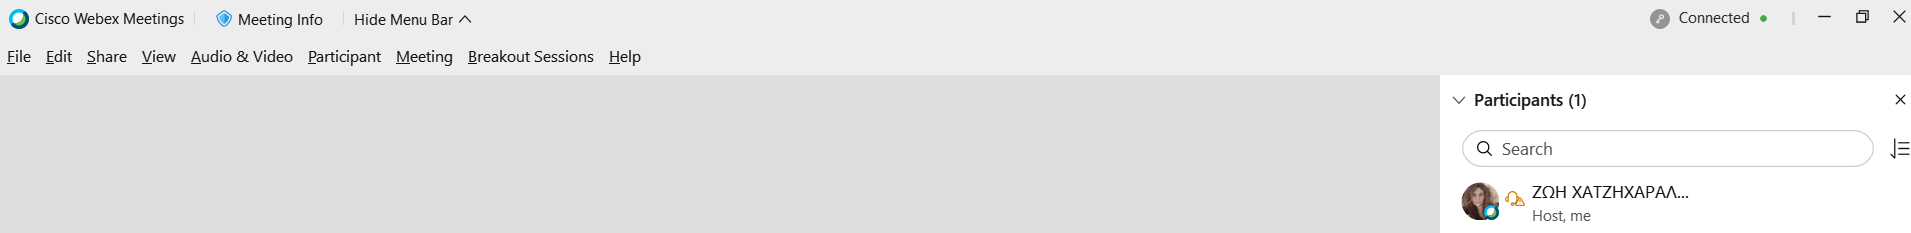 Cisco Webex Meetings Meeting Info Hide Menu Bar Connected
File Edit Share View Audio & Video Participant Meeting Breakout Sessions Help
Participants (1)
Search
ΖΩΗ ΧΑΤΖΗΧΑΡΑΛ...
Host, me